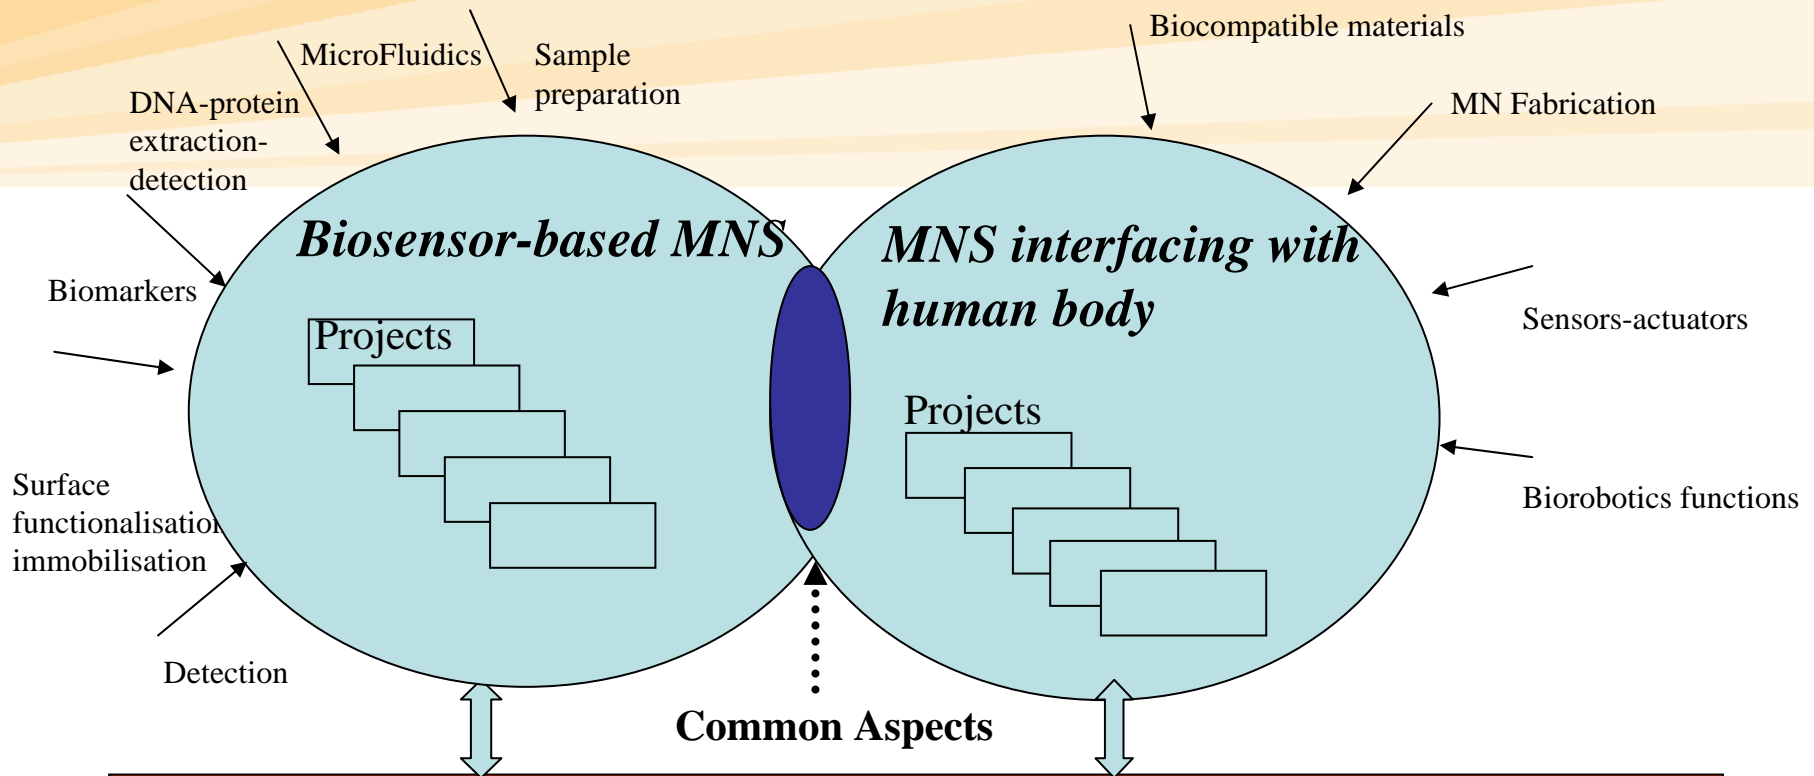 Biocompatible materials
MicroFluidics
Sample
preparation
DNA-protein
extraction-
detection
MN Fabrication
Biosensor-based MNS
MNS interfacing with
human body
Biomarkers
Sensors-actuators
Projects
Projects
Surface
functionalisation
immobilisation
Biorobotics functions
Detection
Common Aspects